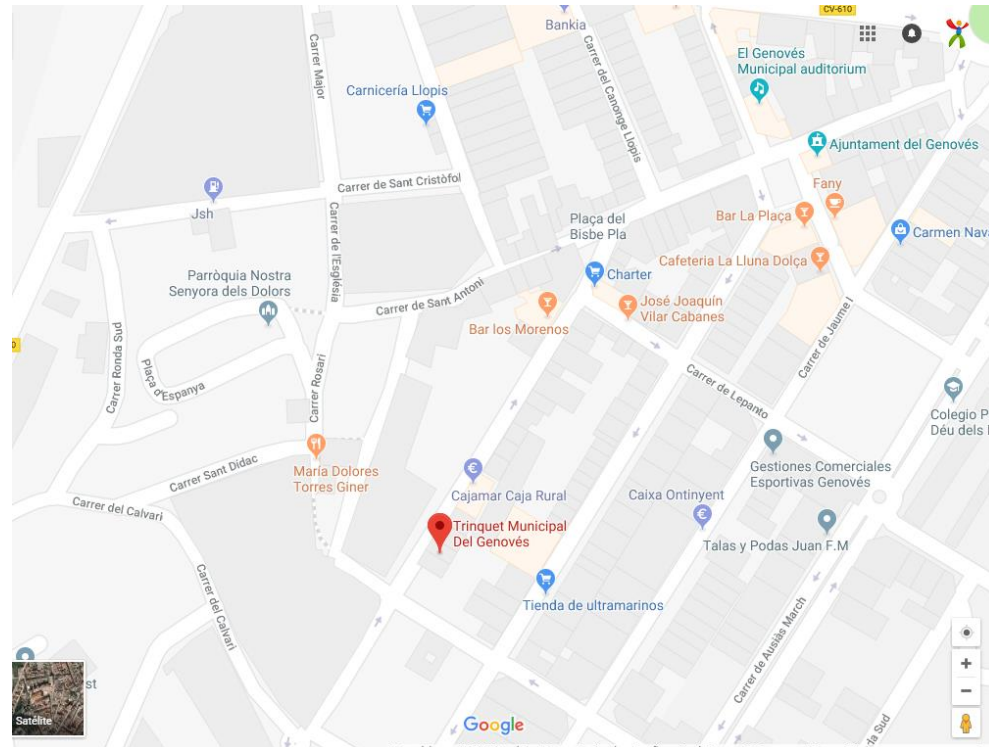 CV-610
Bankia
Carrer Major
Carrer del Canonge Llopis
El Genovés
Municipal auditorium
Carnicería Llopis
Ajuntament del Genovés
Carrer de Sant Cristòfol
Fany
Jsh
Plaça del
Bisbe Pla
Bar La Plaça
Carmen Nav
Carrer de l'Església
Cafeteria La Lluna Dolça
Parròquia Nostra
Senyora dels Dolors
Charter
Carrer de Sant Antoni
José Joaquín
Vilar Cabanes
Bar los Morenos
Carrer de Jaume I
Carrer Ronda Sud
Plaça d'Espanya
Carrer Rosari
Carrer de Lepanto
Colegio P
Déu dels
María Dolores
Torres Giner
Carrer Sant Dídac
Gestiones Comerciales
Esportivas Genovés
Cajamar Caja Rural
Caixa Ontinyent
Carrer del Calvari
Trinquet Municipal
Del Genovés
Talas y Podas Juan F.M
Carrer del Calvari
Tienda de ultramarinos
Carrer de Ausiàs March
st
da Sud
Satélite
Google